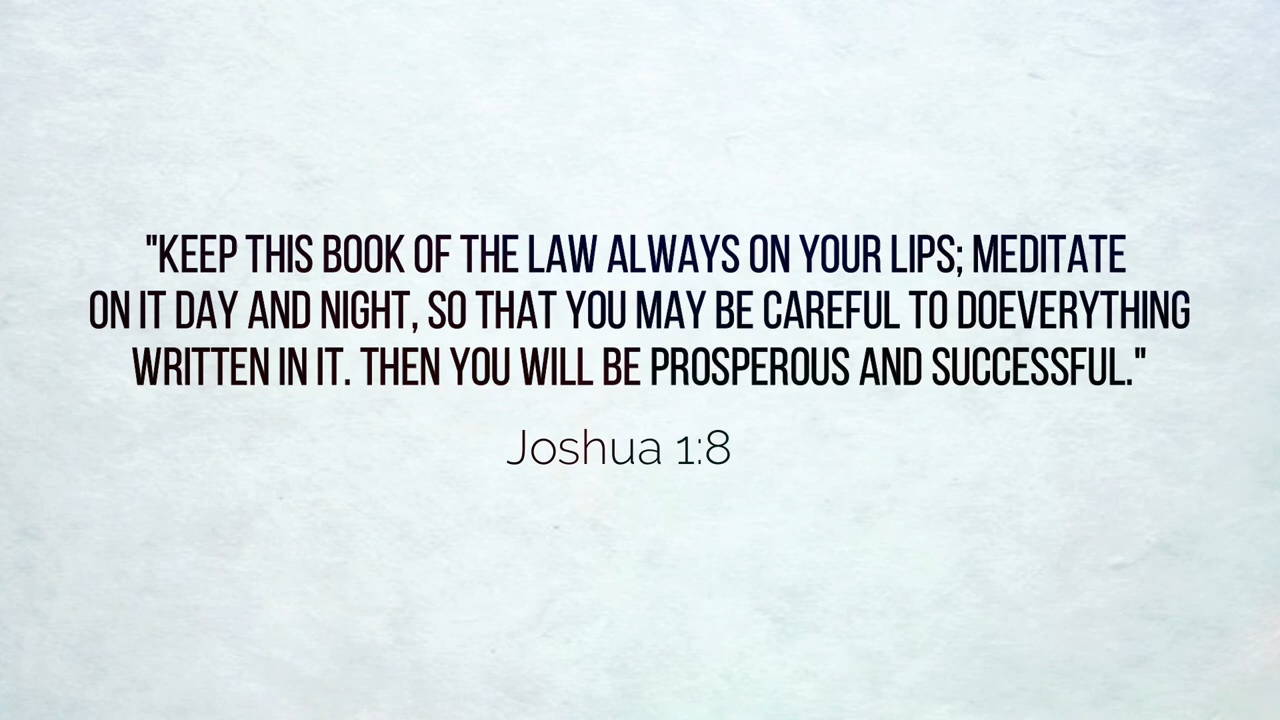 "KEEP THIS BOOK OF THE LAW ALWAYS ON YOUR LIPS; MEDITATE
ON IT DAY AND NIGHT, SO THAT YOU MAY BE CAREFUL TO DOEVERYTHING
WRITTEN IN IT. THEN YOU WILL BE PROSPEROUS AND SUCCESSFUL."
Joshua 1:8